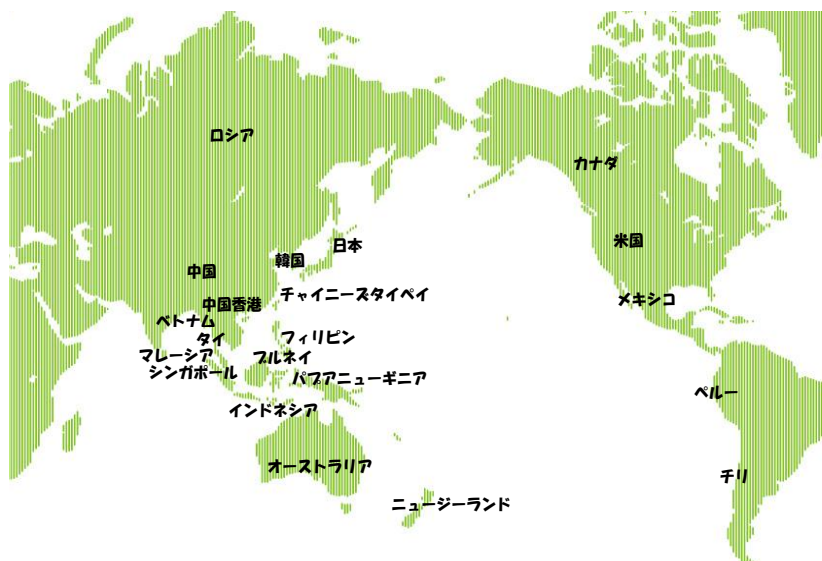 ロシア
カナダ
米国
日本
韓国
中国
チャイニーズタイペイ
メキシコ
中国香港
ベトナム
タイ
フィリピン
マレーシア
ブルネイ
シンガポール
パプアニューギニア
ペルー
インドネシア
オーストラリア
チリ
ニュージーランド